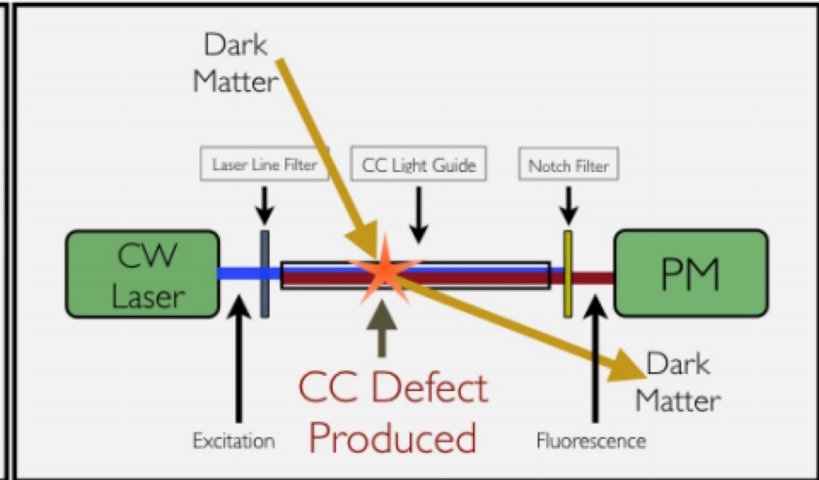 Dark
Matter
Laser Line Filter
CC Light Guide
Notch Filter
CW
Laser
PM
CC Defect
Produced
Dark
Matter
Excitation
Fluorescence